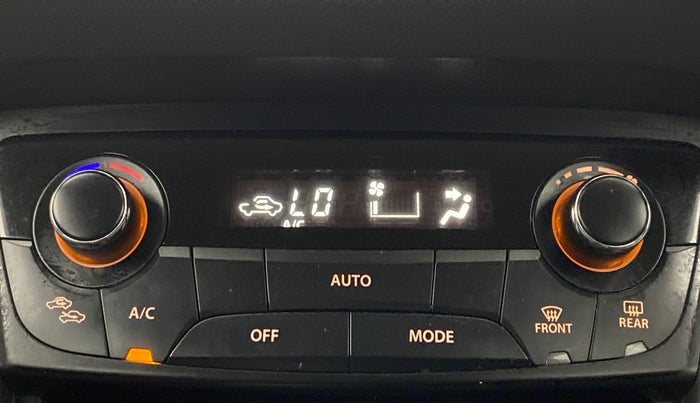 LO
A/C
AUTO
A/C
OFF
MODE
FRONT
REAR